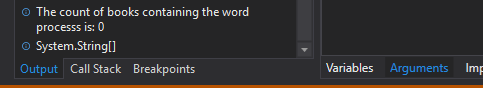 The count of books containing the word
processs is: 0
System.String[]
Output Call Stack Breakpoints
Variables Arguments Imp